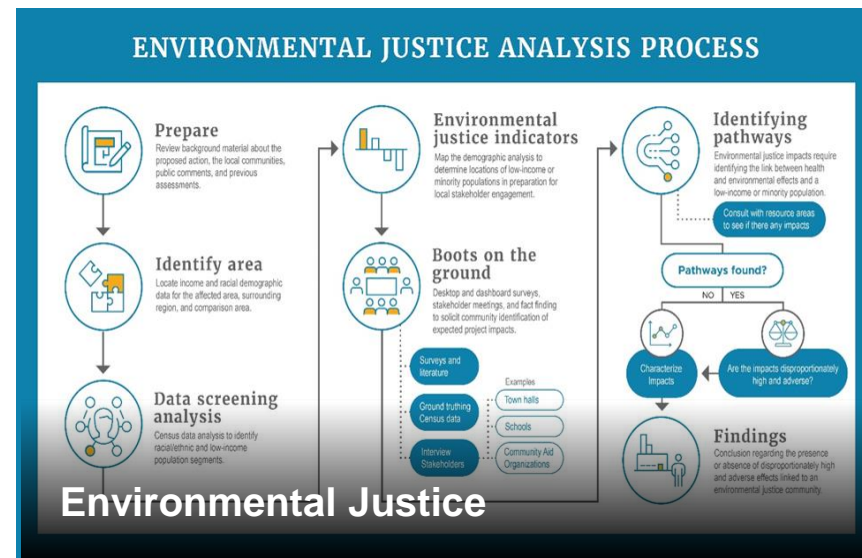 ENVIRONMENTAL JUSTICE ANALYSIS PROCESS
Prepare
Review background material about the
proposed action, the local communities,
public comments, and previous
assessments.
Identify area
Locate income and racial demographic
data for the affected area, surrounding
region, and comparison area.
Data screening
analysis
Census data analysis to identify
racial/ethnic and low-income
population segments.
Environmental
justice indicators
Map the demographic analysis to
determine locations of low-income or
minority populations in preparation for
local stakeholder engagement.
Boots on the
ground
Desktop and dashboard surveys,
stakeholder meetings, and fact finding
to solicit community identification of
expected project impacts.
Surveys and
literature
Ground truthing
Census data
Interview
Stakeholders
Examples
Town halls
Schools
Community Aid
Organizations
Identifying
pathways
Environmental justice impacts require
identifying the link between health
and environmental effects and a
low-income or minority population.
Consult with resource areas
to see if there any impacts
Pathways found?
NO YES
Characterize
Impacts
Are the impacts disproportionately
high and adverse?
Findings
Conclusion regarding the presence
or absence of disproportionately high
and adverse effects linked to an
environmental justice community.
Environmental Justice